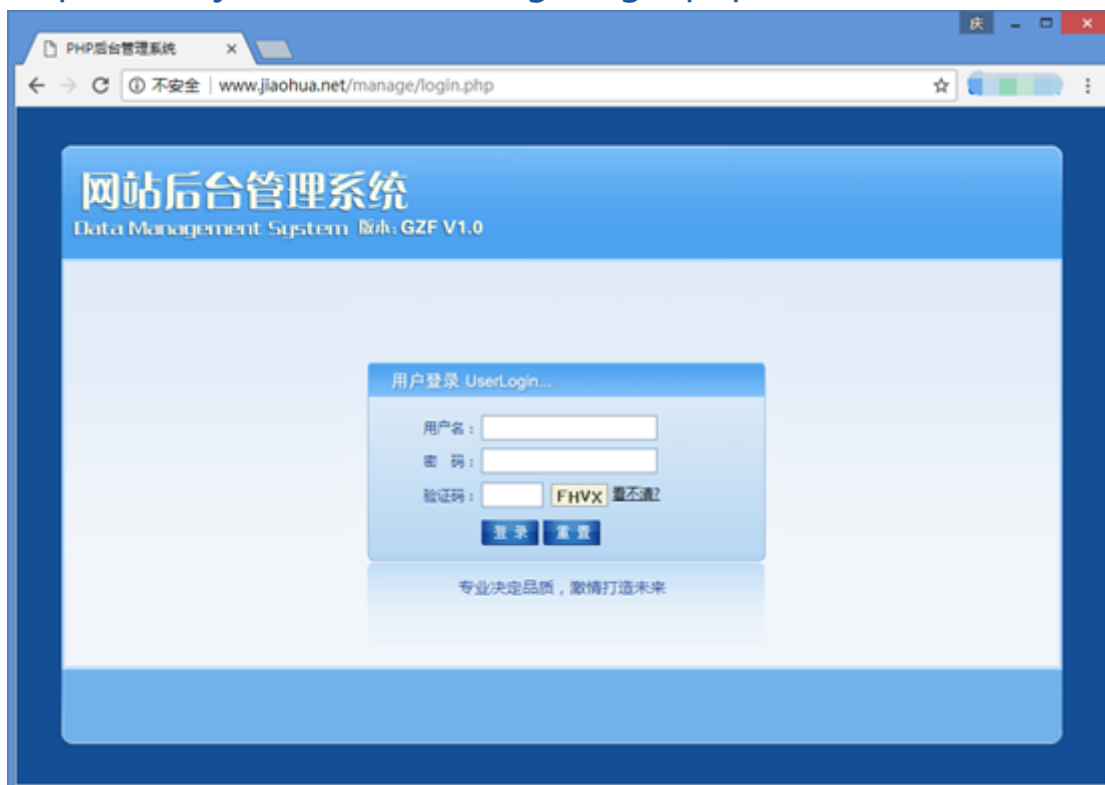 庆
PHP后台管理系统
不安全 | www.jiaohua.net/manage/login.php
网站后台管理系统
Data Management System 版本:GZF V1.0
用户登录 UserLogin...
用户名：
密 码：
验证码： FHVX 看不清?
登 录 重 置
专业决定品质，激情打造未来